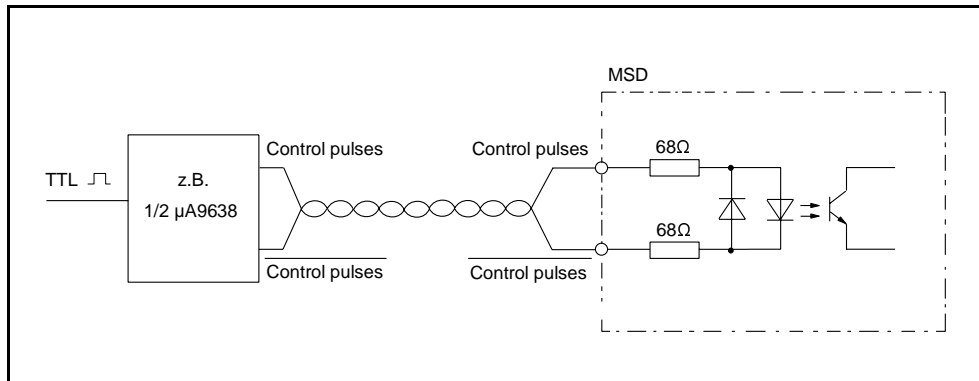 MSD
Control pulses
Control pulses
68Ω
TTL
z.B.
1/2 µA9638
68Ω
Control pulses
Control pulses